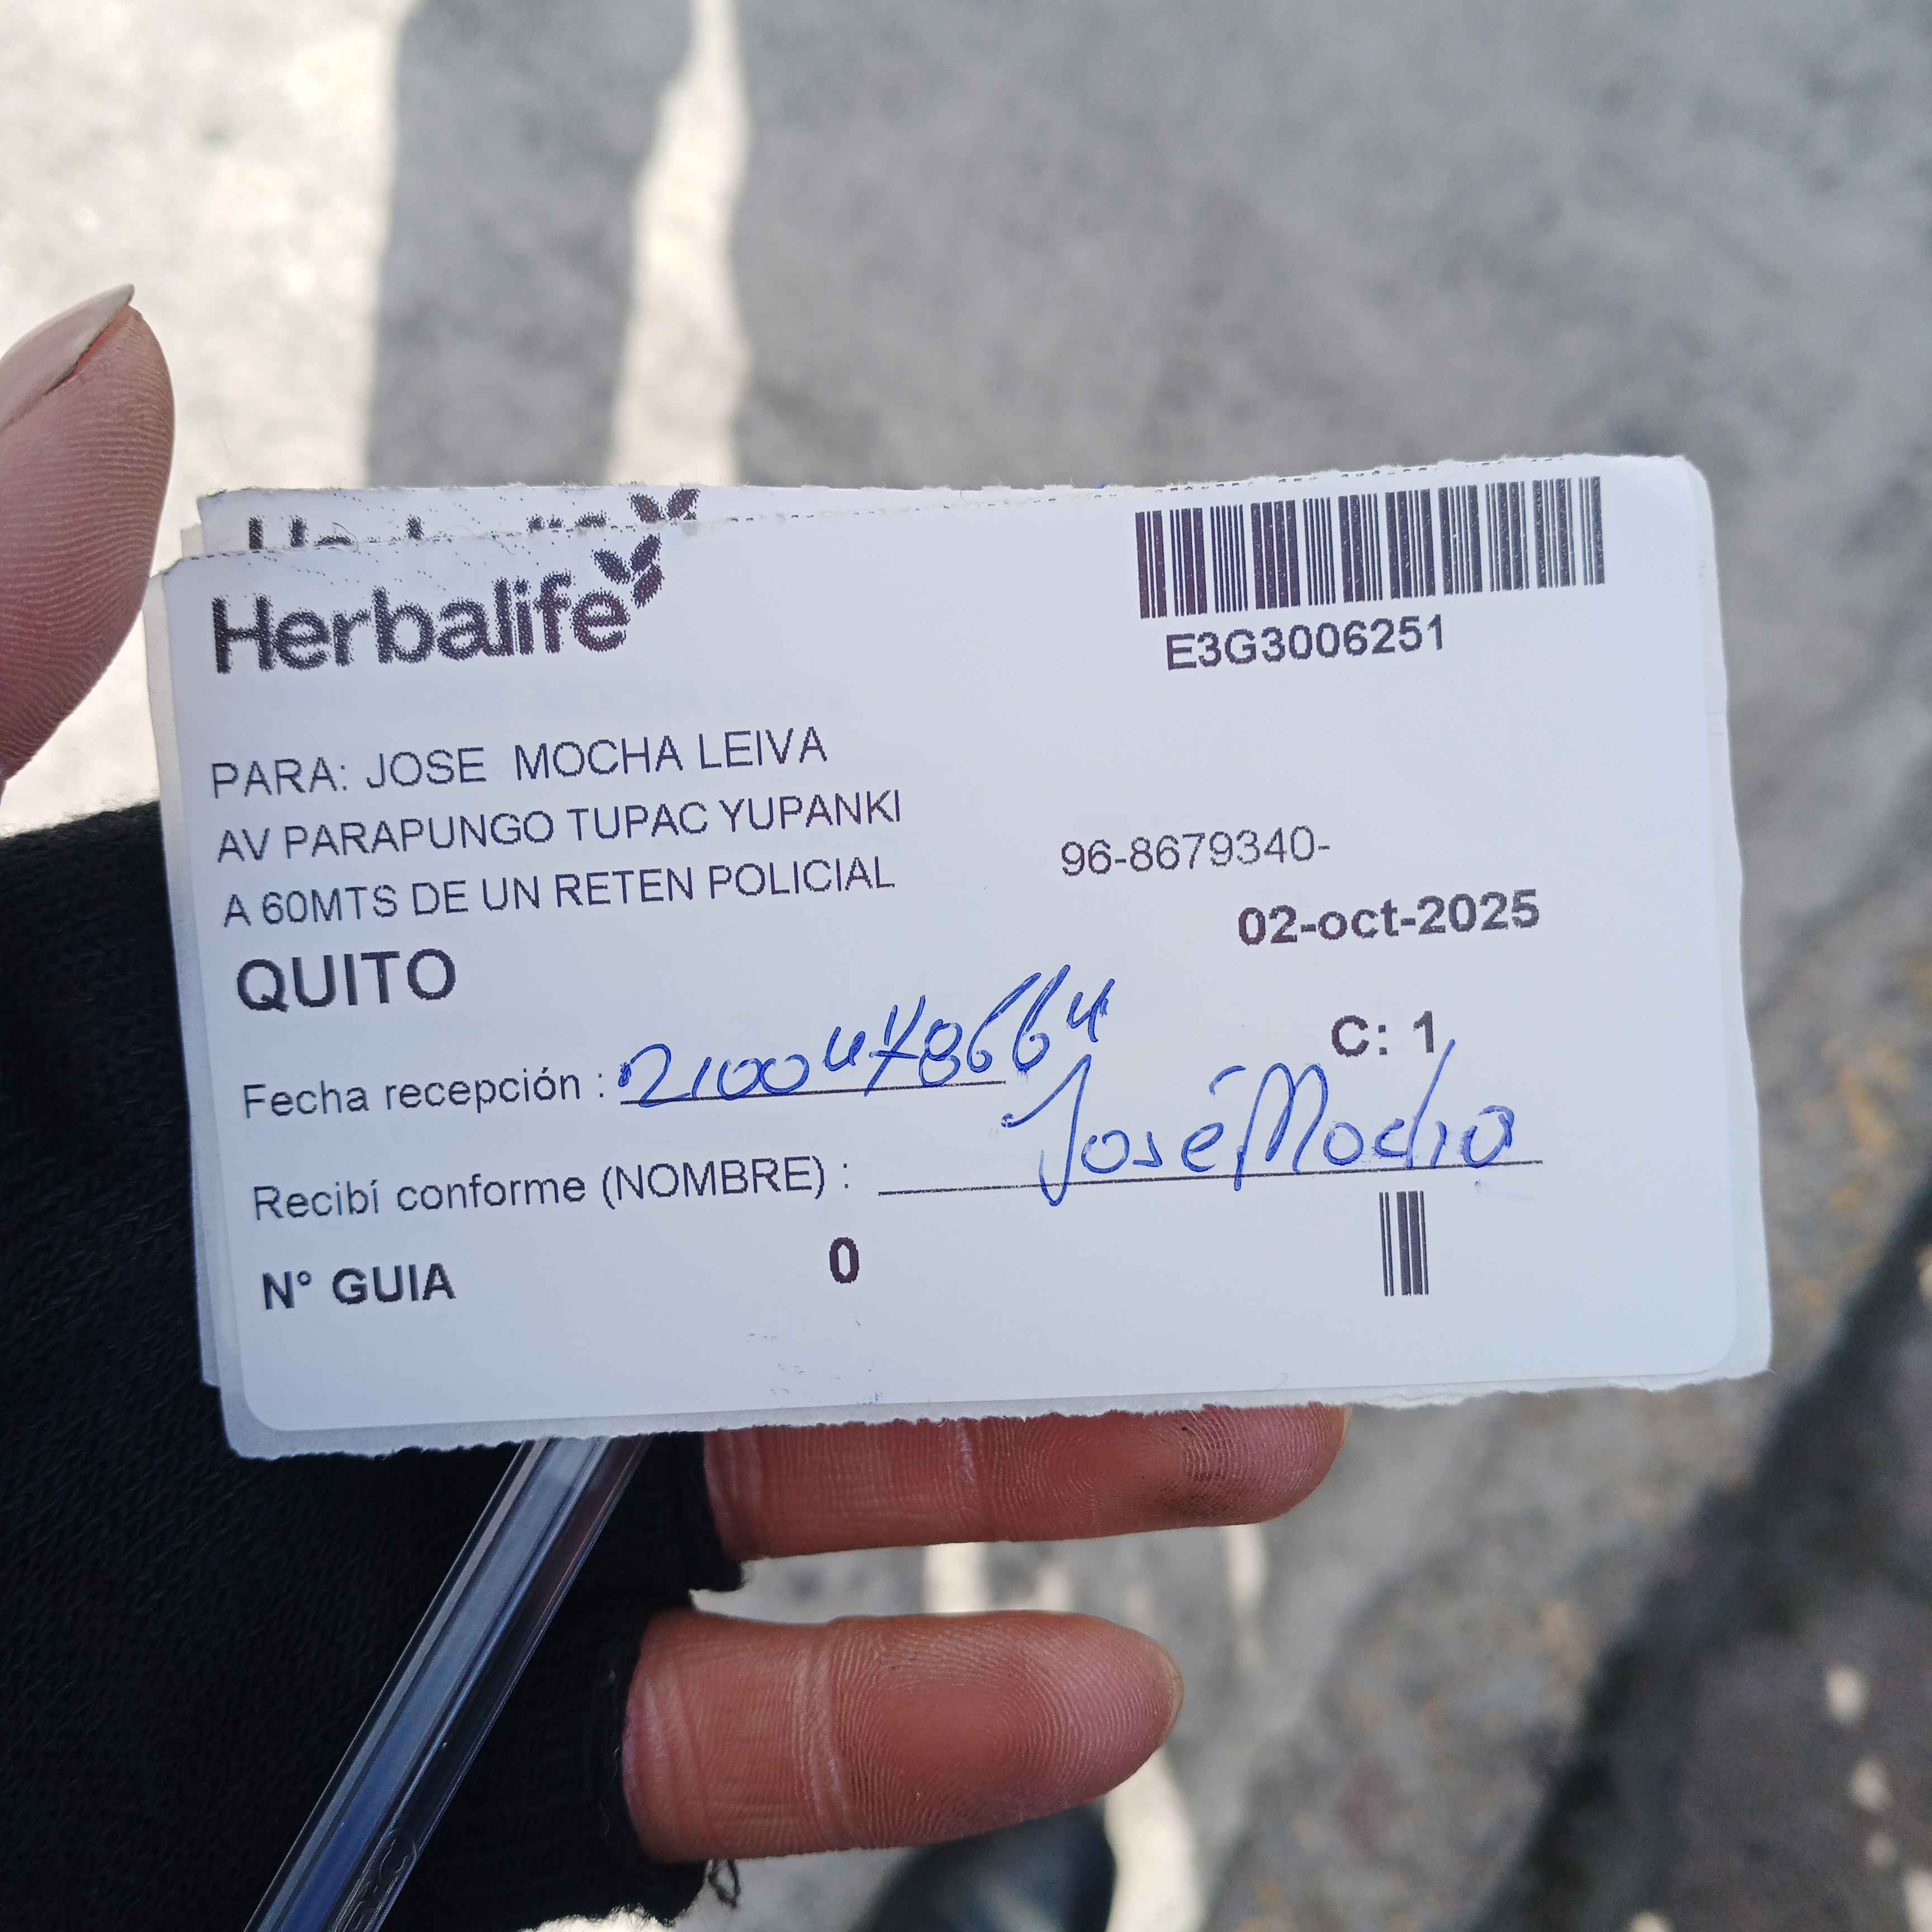 Herbalife
E3G3006251
PARA: JOSE MOCHA LEIVA
AV PARAPUNGO TUPAC YUPANKI
A 60MTS DE UN RETEN POLICIAL
96-8679340-
02-oct-2025
QUITO
C: 1
Fecha recepción : 2100478664
Recibí conforme (NOMBRE) : José Mocha
N° GUIA 0